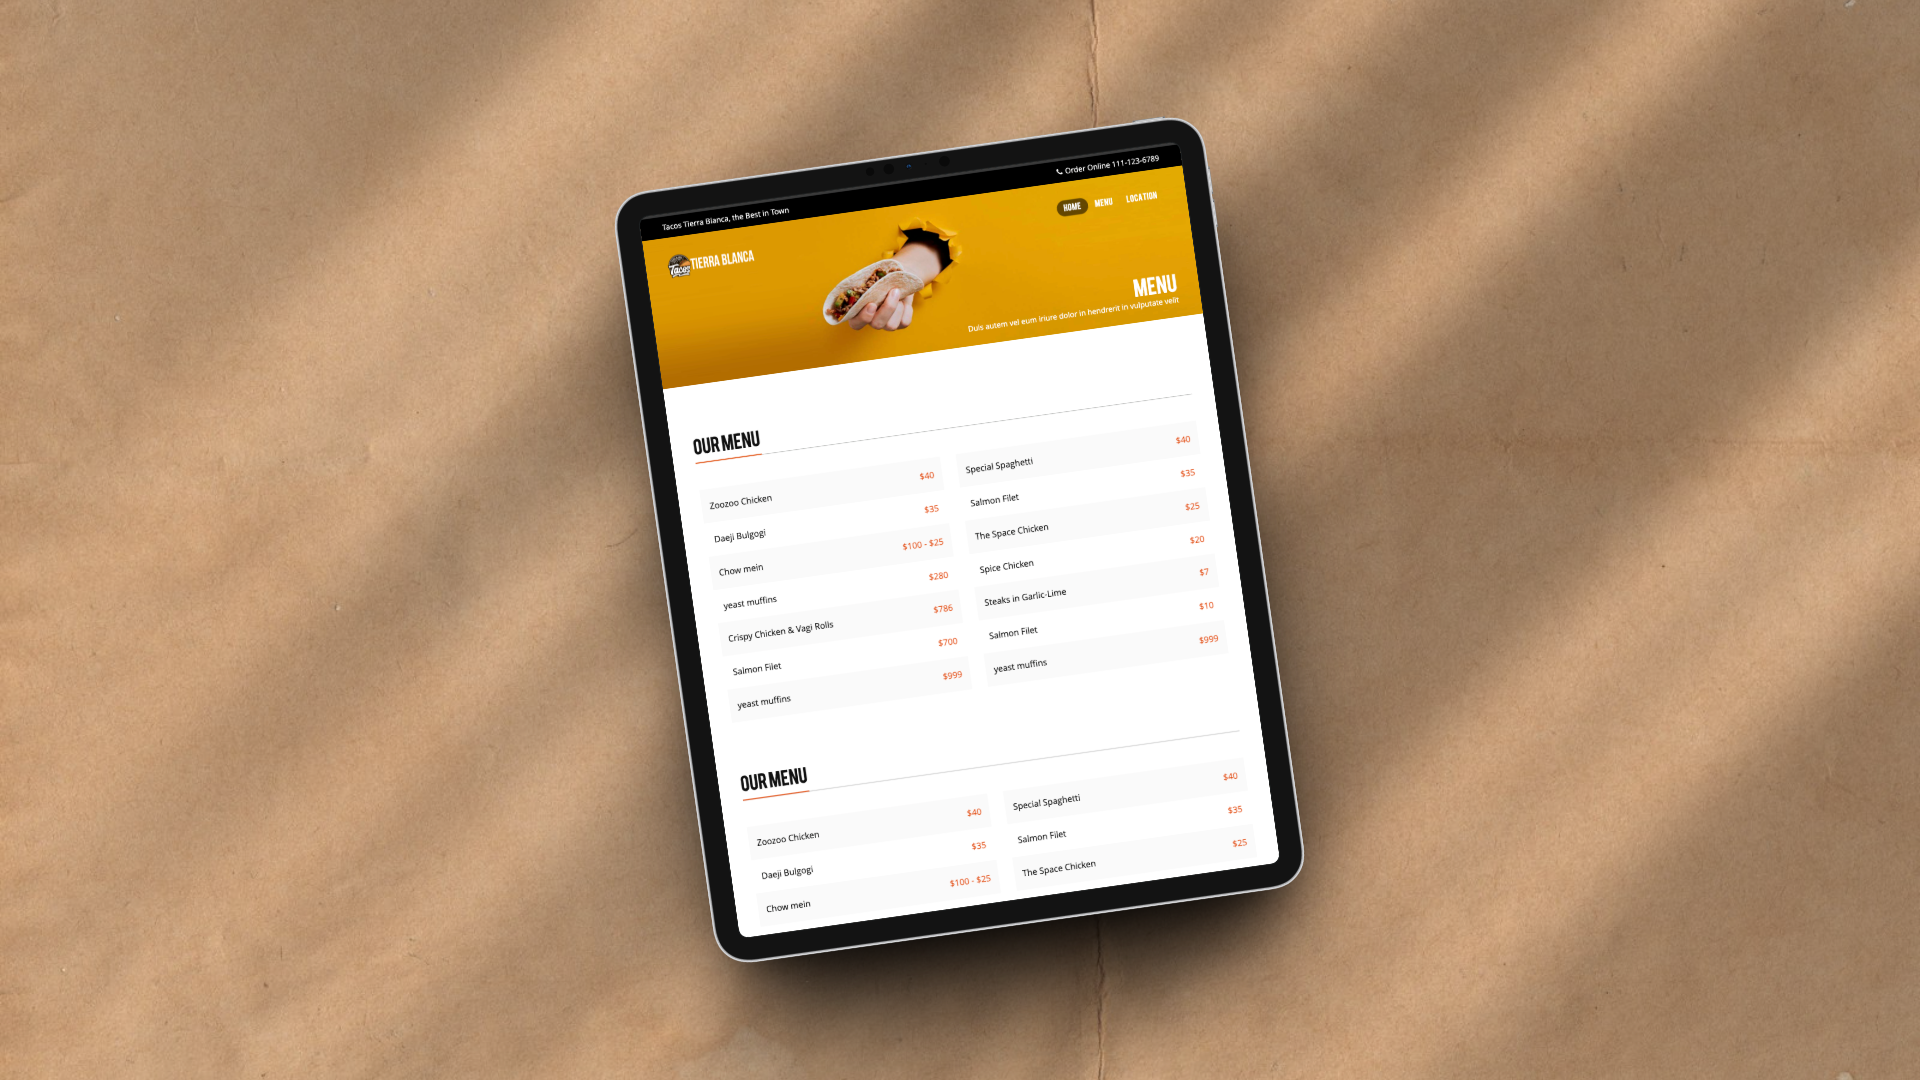 Tacos Tierra Blanca, the Best in Town
Order Online 111-123-6789
Tacos
TIERRA BLANCA
HOME MENU LOCATION
MENU
Duis autem vel eum iriure dolor in hendrerit in vulputate velit
OUR MENU
Zoozoo Chicken $40
Daeji Bulgogi $35
Chow mein $100 - $25
yeast muffins $280
Crispy Chicken & Vagi Rolls $786
Salmon Filet $700
yeast muffins $999
Special Spaghetti $40
Salmon Filet $35
The Space Chicken $25
Spice Chicken $20
Steaks in Garlic-Lime $7
Salmon Filet $10
yeast muffins $999
OUR MENU
Zoozoo Chicken $40
Daeji Bulgogi $35
Chow mein $100 - $25
Special Spaghetti $40
Salmon Filet $35
The Space Chicken $25